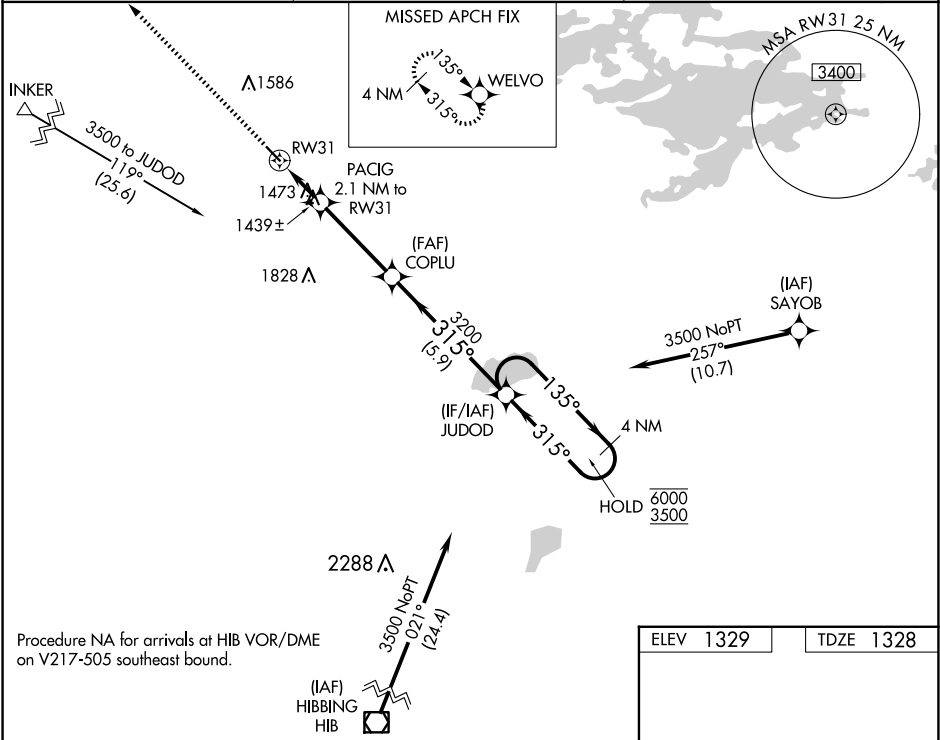 MISSED APCH FIX
135°
WELVO
4 NM
315°
MSA RW31 25 NM
3400
1586
INKER
3500 to JUDOD
119°
(25.6)
RW31
PACIG
2.1 NM to
RW31
1473
1439±
(FAF)
COPLU
1828
(IAF)
SAYOB
3500 NoPT
257°
(10.7)
3200
315°
(5.9)
(IF/IAF)
JUDOD
135°
315°
4 NM
HOLD
6000
3500
2288
3500 NoPT
021°
(24.4)
Procedure NA for arrivals at HIB VOR/DME
on V217-505 southeast bound.
(IAF)
HIBBING
HIB
ELEV 1329
TDZE 1328